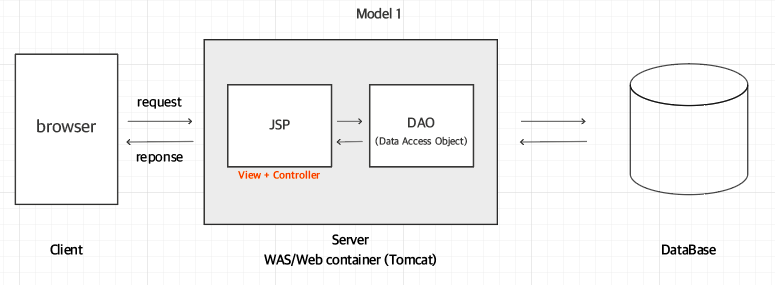 Model 1
browser
request
reponse
JSP
View + Controller
DAO
(Data Access Object)
Client
Server
WAS/Web container (Tomcat)
DataBase